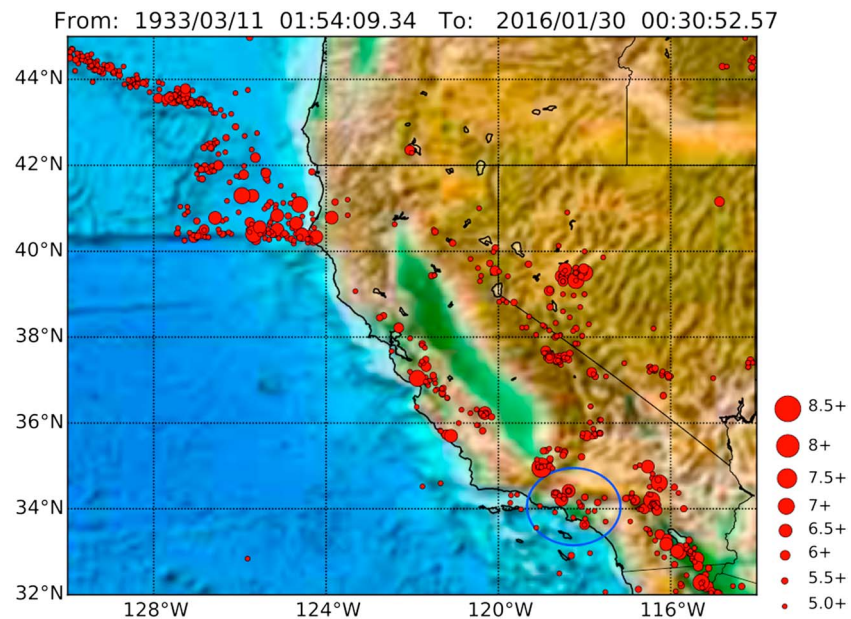 From: 1933/03/11 01:54:09.34 To: 2016/01/30 00:30:52.57
44°N
42°N
40°N
38°N
36°N
34°N
32°N
128°W 124°W 120°W 116°W
8.5+
8+
7.5+
7+
6.5+
6+
5.5+
5.0+